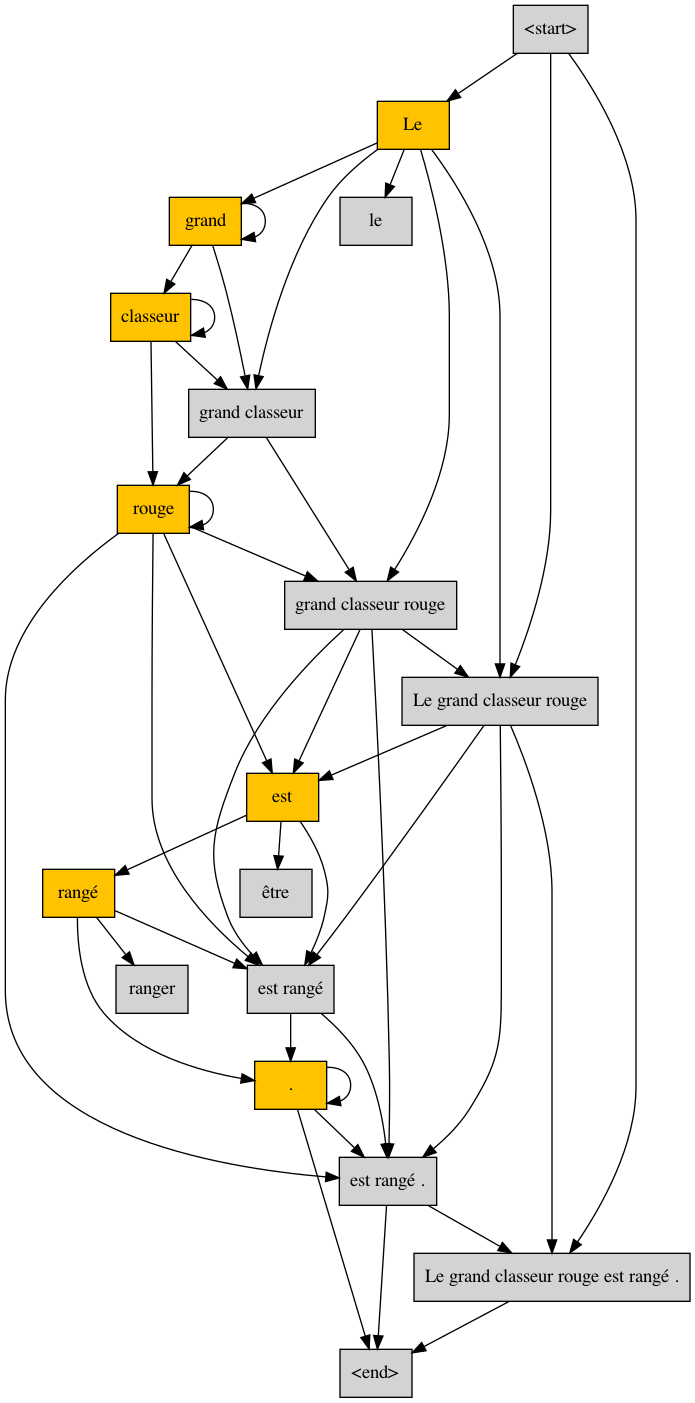 <start>
Le
grand
le
classeur
grand classeur
rouge
grand classeur rouge
Le grand classeur rouge
est
rangé
être
ranger
est rangé
.
est rangé .
Le grand classeur rouge est rangé .
<end>